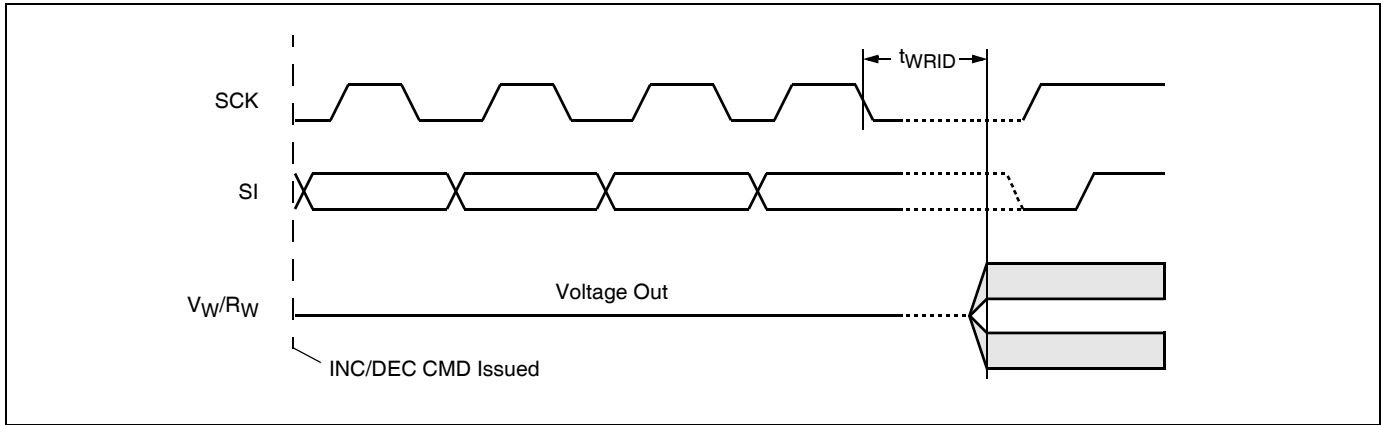 tWRID
SCK
SI
Voltage Out
VW/RW
INC/DEC CMD Issued